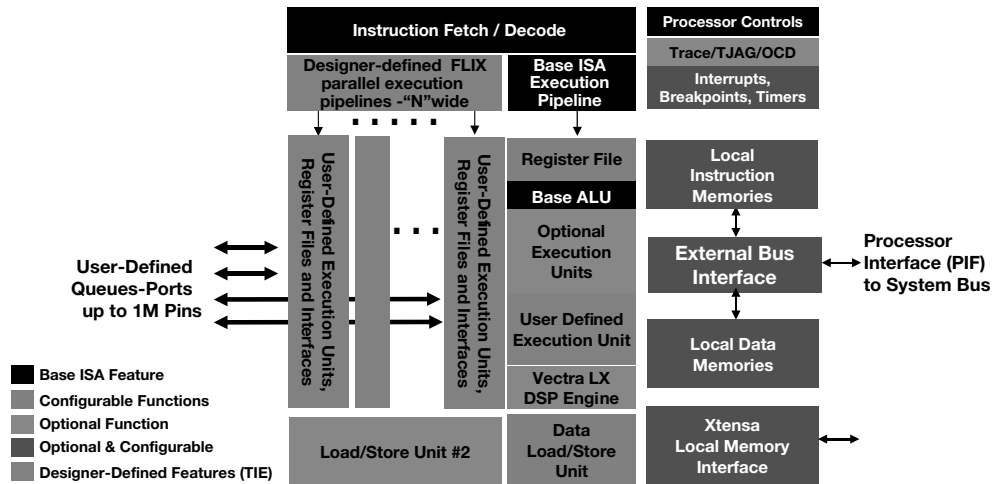 Instruction Fetch / Decode
Processor Controls
Trace/TJAG/OCD
Interrupts,
Breakpoints, Timers
Designer-defined FLIX
parallel execution
pipelines -“N”wide
Base ISA
Execution
Pipeline
User-Defined Execution Units,
Register Files and Interfaces
User-Defined Execution Units,
Register Files and Interfaces
Register File
Base ALU
Optional
Execution
Units
User Defined
Execution Unit
Vectra LX
DSP Engine
Local
Instruction
Memories
External Bus
Interface
Local Data
Memories
Processor
Interface (PIF)
to System Bus
User-Defined
Queues-Ports
up to 1M Pins
Base ISA Feature
Configurable Functions
Optional Function
Optional & Configurable
Designer-Defined Features (TIE)
Load/Store Unit #2
Data
Load/Store
Unit
Xtensa
Local Memory
Interface